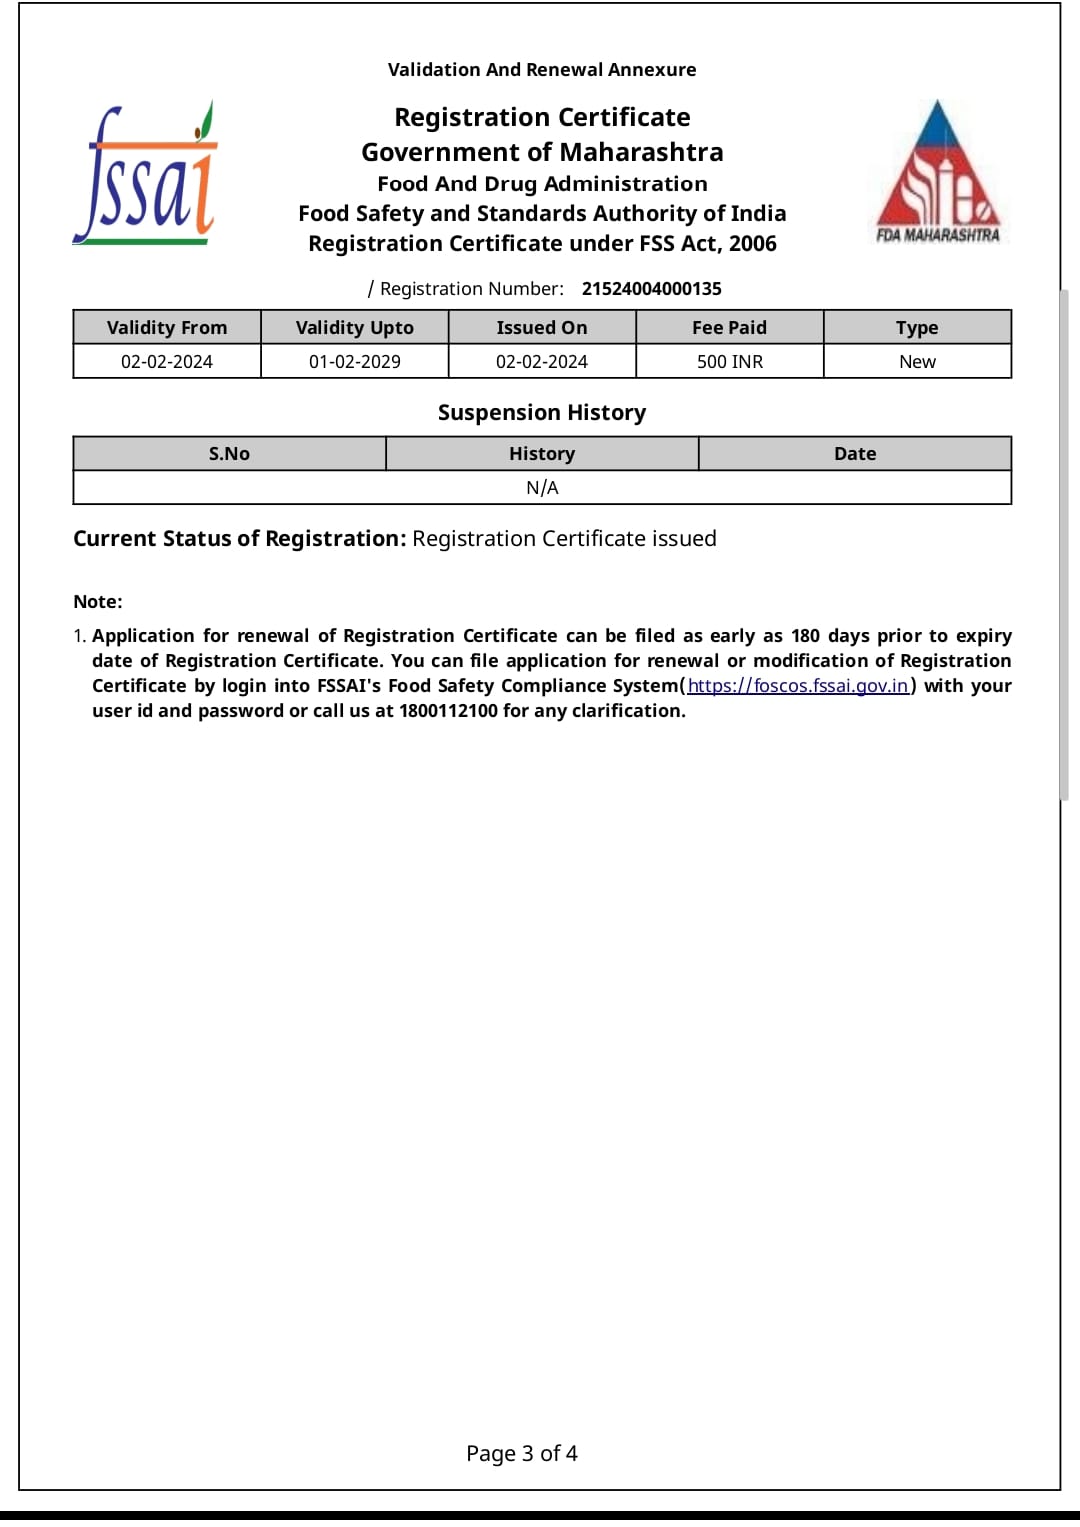 Validation And Renewal Annexure
fssai
Registration Certificate
Government of Maharashtra
Food And Drug Administration
Food Safety and Standards Authority of India
Registration Certificate under FSS Act, 2006
FDA MAHARASHTRA
/ Registration Number: 21524004000135
Validity From Validity Upto Issued On Fee Paid Type
02-02-2024 01-02-2029 02-02-2024 500 INR New
Suspension History
S.No History Date
N/A
Current Status of Registration: Registration Certificate issued
Note:
1. Application for renewal of Registration Certificate can be filed as early as 180 days prior to expiry
date of Registration Certificate. You can file application for renewal or modification of Registration
Certificate by login into FSSAI's Food Safety Compliance System(https://foscos.fssai.gov.in) with your
user id and password or call us at 1800112100 for any clarification.
Page 3 of 4